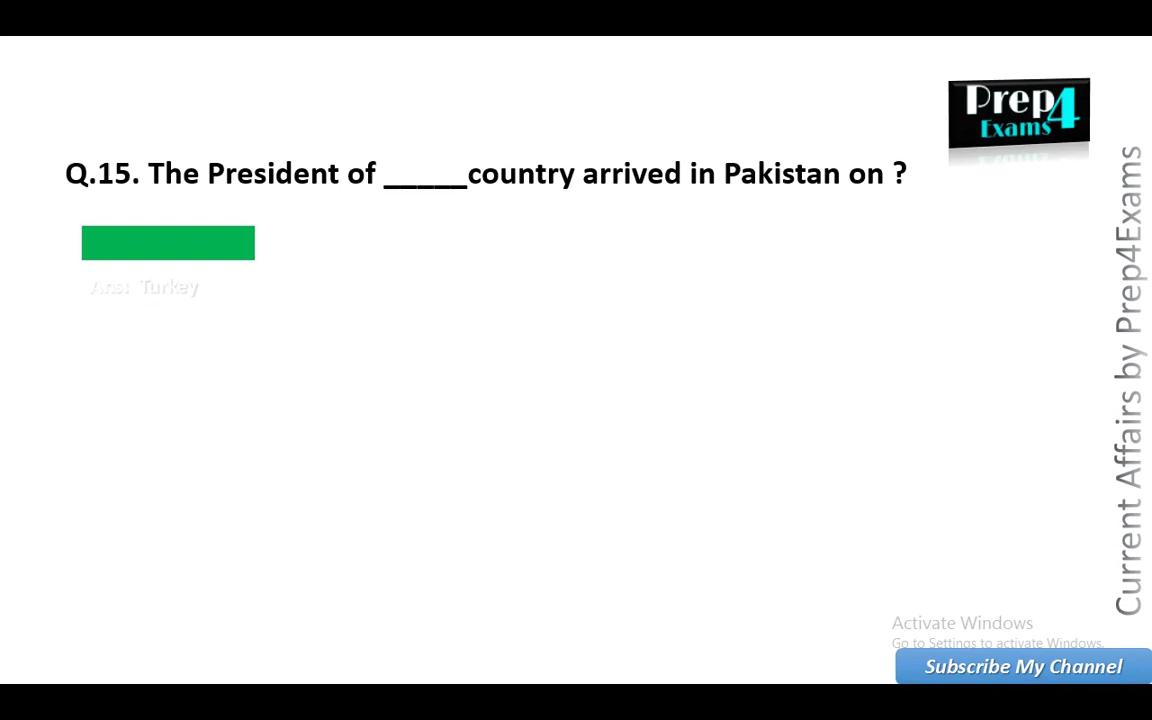 Prep4
Exams
Q.15. The President of _____country arrived in Pakistan on ?
Ans: Turkey
Current Affairs by Prep4Exams
Activate Windows
Go to Settings to activate Windows.
Subscribe My Channel